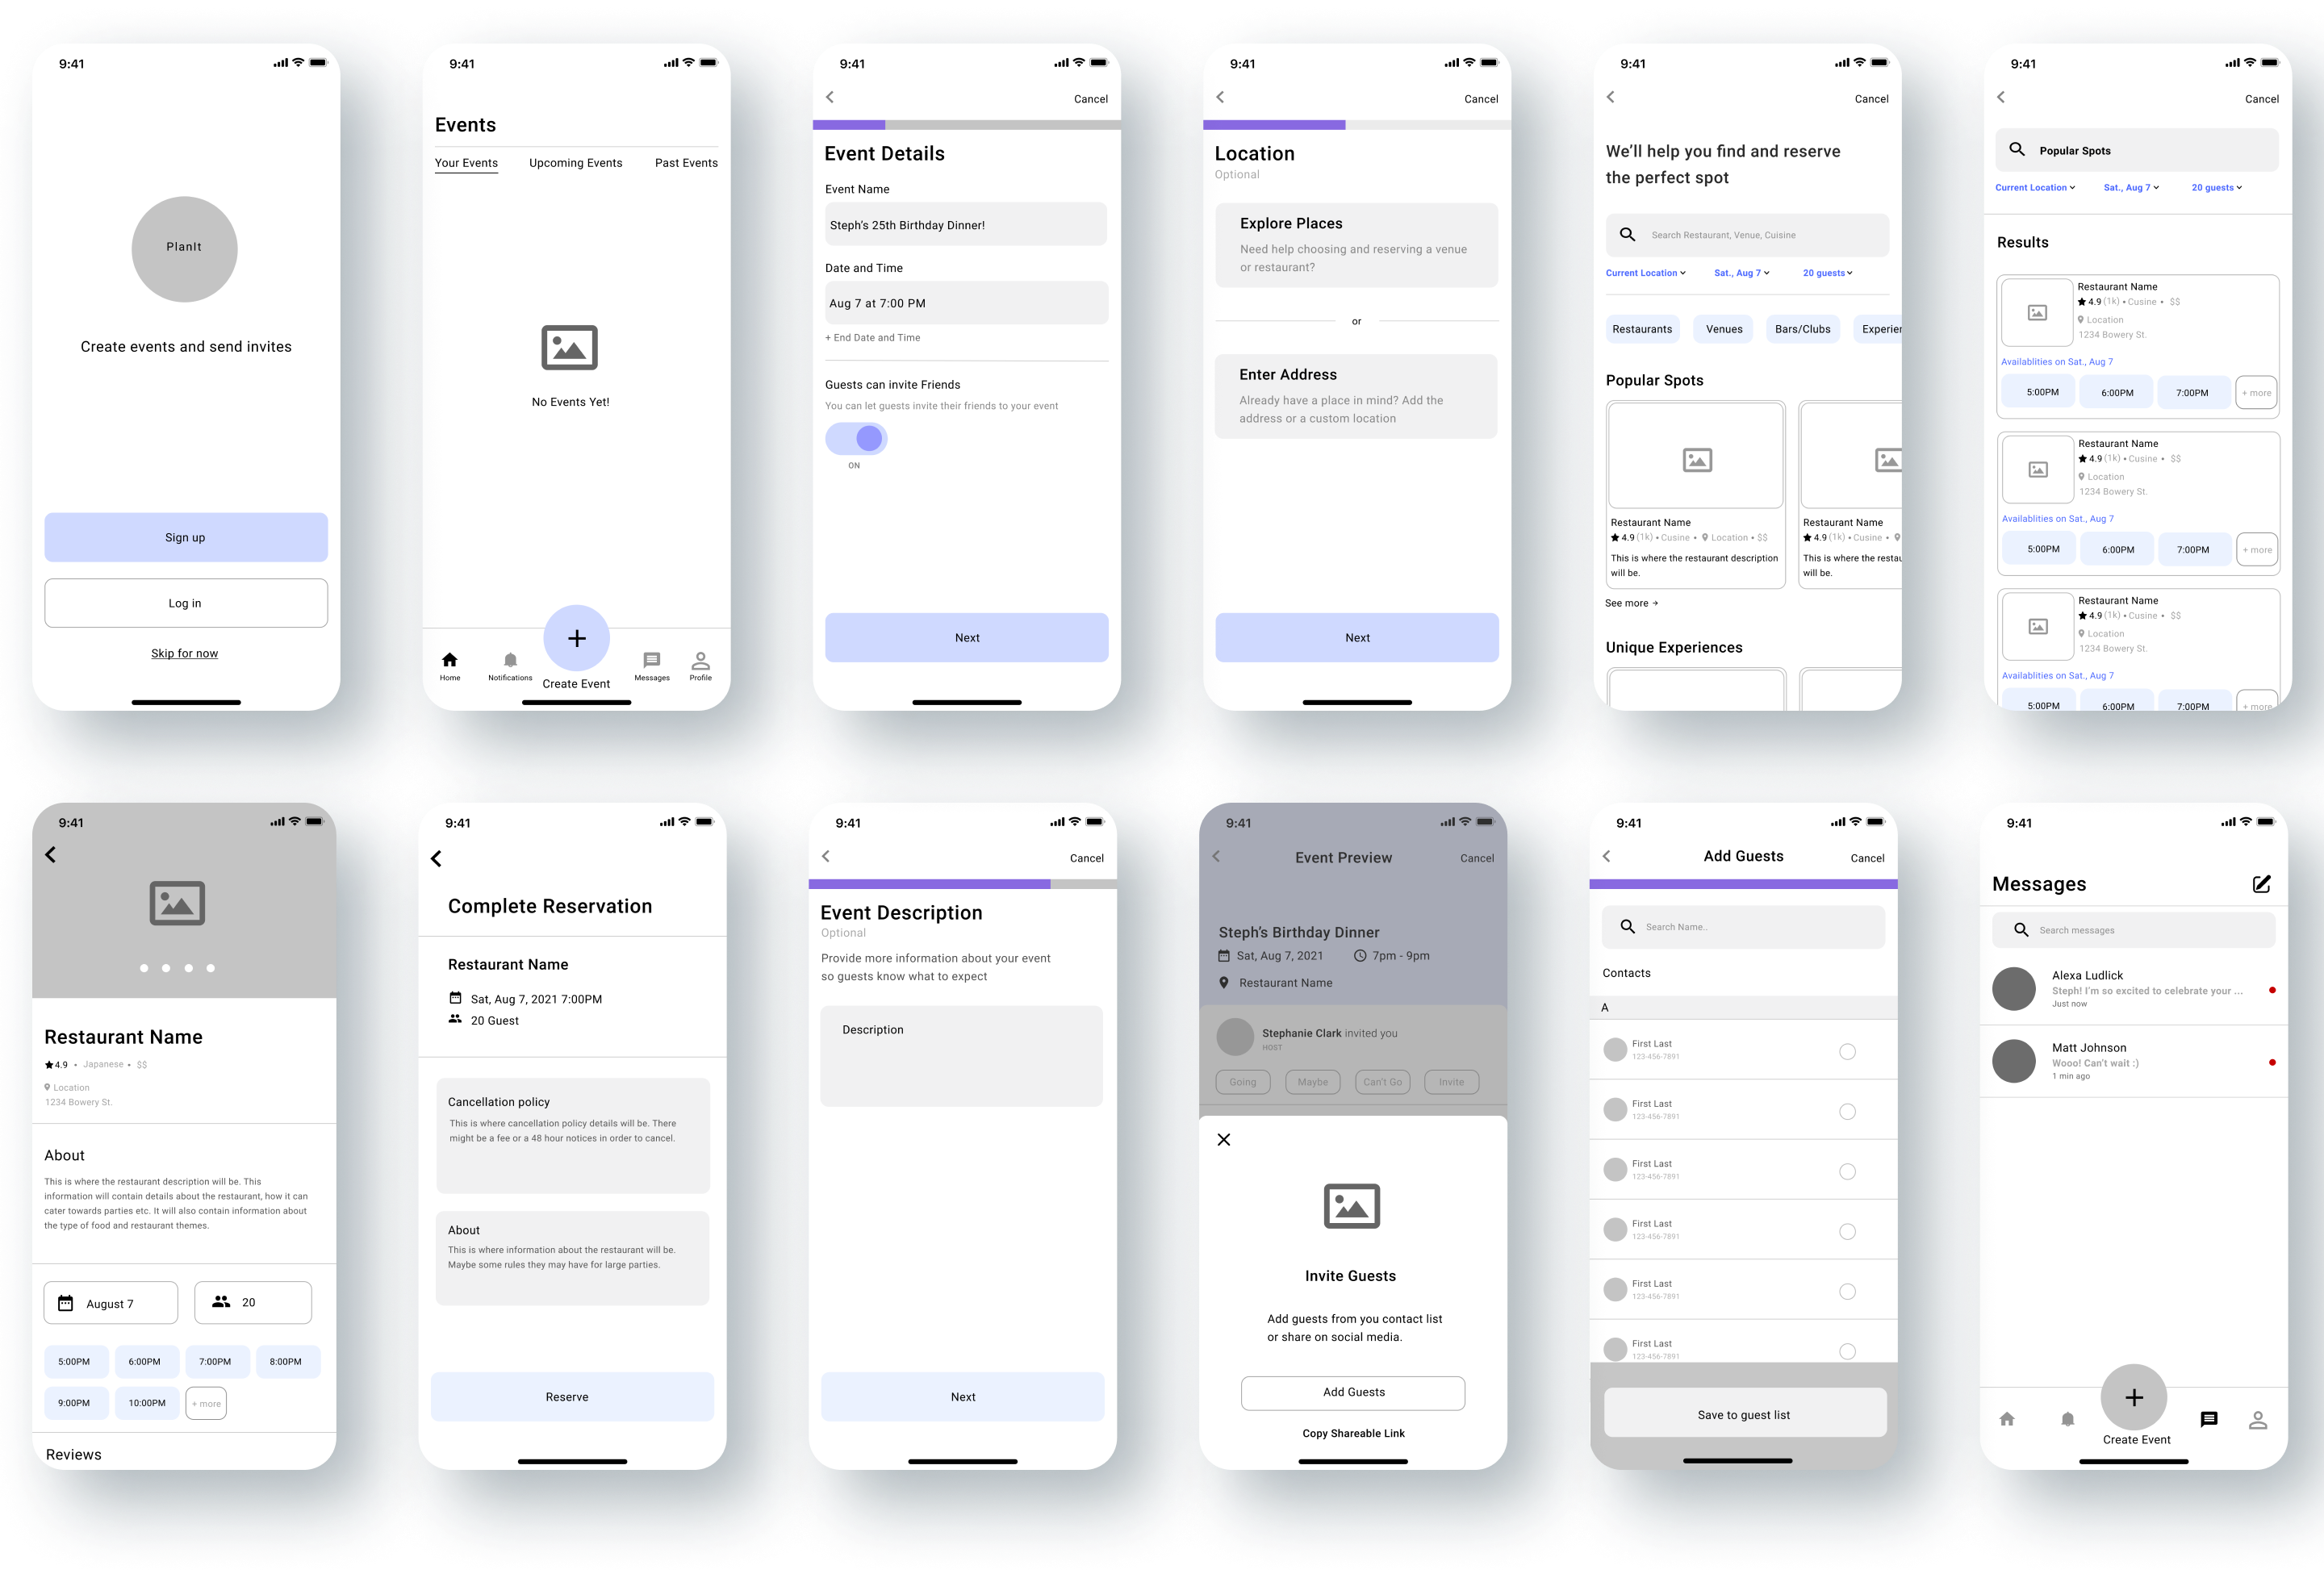 9:41
PlanIt
Create events and send invites
Sign up
Log in
Skip for now
9:41
Events
Your Events Upcoming Events Past Events
No Events Yet!
+
Home Notifications Create Event Messages Profile
9:41
Cancel
Event Details
Event Name
Steph's 25th Birthday Dinner!
Date and Time
Aug 7 at 7:00 PM
+ End Date and Time
Guests can invite Friends
You can let guests invite their friends to your event
ON
Next
9:41
Cancel
Location
Optional
Explore Places
Need help choosing and reserving a venue
or restaurant?
or
Enter Address
Already have a place in mind? Add the
address or a custom location
Next
9:41
Cancel
We'll help you find and reserve
the perfect spot
Search Restaurant, Venue, Cuisine
Current Location Sat., Aug 7 20 guests
Restaurants Venues Bars/Clubs Experien
Popular Spots
Restaurant Name Restaurant Name
4.9 (1k) • Cusine • Location • $$ 4.9 (1k) • Cusine •
This is where the restaurant description This is where the restau
will be. will be.
See more →
Unique Experiences
9:41
Cancel
Popular Spots
Current Location Sat., Aug 7 20 guests
Results
Restaurant Name
4.9 (1k) • Cusine • $$
Location
1234 Bowery St.
Availablities on Sat., Aug 7
5:00PM 6:00PM 7:00PM + more
Restaurant Name
4.9 (1k) • Cusine • $$
Location
1234 Bowery St.
Availablities on Sat., Aug 7
5:00PM 6:00PM 7:00PM + more
Restaurant Name
4.9 (1k) • Cusine • $$
Location
1234 Bowery St.
Availablities on Sat., Aug 7
5:00PM 6:00PM 7:00PM + more
9:41
Restaurant Name
4.9 • Japanese • $$
Location
1234 Bowery St.
About
This is where the restaurant description will be. This
information will contain details about the restaurant, how it can
cater towards parties etc. It will also contain information about
the type of food and restaurant themes.
August 7 20
5:00PM 6:00PM 7:00PM 8:00PM
9:00PM 10:00PM + more
Reviews
9:41
Complete Reservation
Restaurant Name
Sat, Aug 7, 2021 7:00PM
20 Guest
Cancellation policy
This is where cancellation policy details will be. There
might be a fee or a 48 hour notices in order to cancel.
About
This is where information about the restaurant will be.
Maybe some rules they may have for large parties.
Reserve
9:41
Cancel
Event Description
Optional
Provide more information about your event
so guests know what to expect
Description
Next
9:41
Event Preview Cancel
Steph's Birthday Dinner
Sat, Aug 7, 2021 7pm - 9pm
Restaurant Name
Stephanie Clark invited you
HOST
Going Maybe Can't Go Invite
Invite Guests
Add guests from you contact list
or share on social media.
Add Guests
Copy Shareable Link
9:41
Add Guests Cancel
Search Name..
Contacts
A
First Last
123-456-7891
First Last
123-456-7891
First Last
123-456-7891
First Last
123-456-7891
First Last
123-456-7891
First Last
123-456-7891
Save to guest list
9:41
Messages
Search messages
Alexa Ludlick
Steph! I'm so excited to celebrate your ...
Just now
Matt Johnson
Wooo! Can't wait :)
1 min ago
+
Create Event